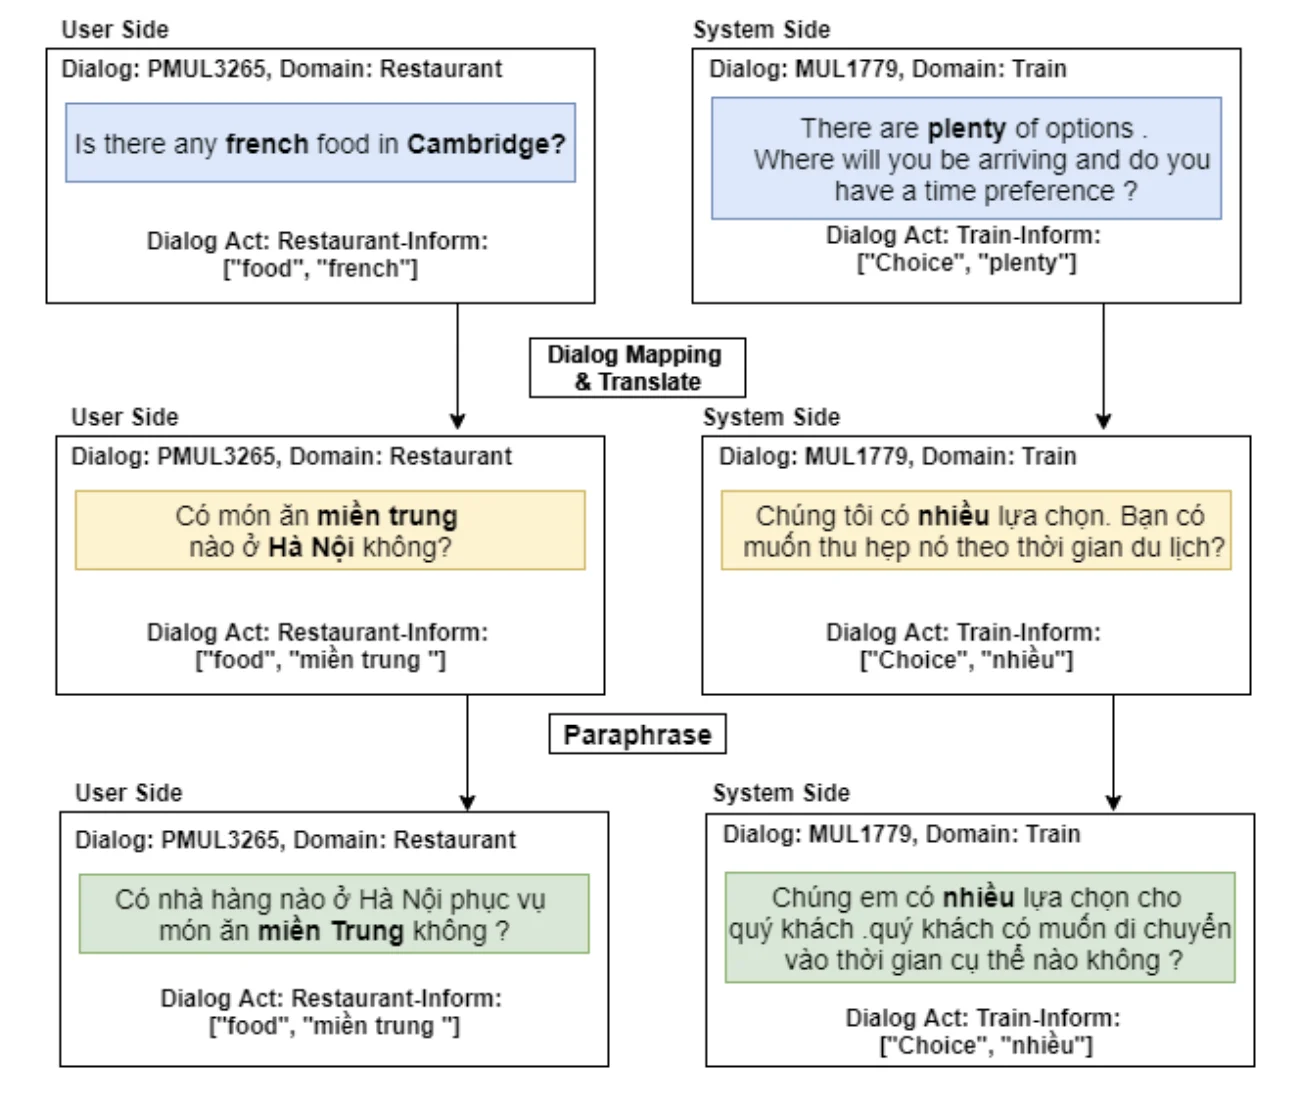 User Side
Dialog: PMUL3265, Domain: Restaurant
Is there any french food in Cambridge?
Dialog Act: Restaurant-Inform:
["food", "french"]
System Side
Dialog: MUL1779, Domain: Train
There are plenty of options .
Where will you be arriving and do you
have a time preference ?
Dialog Act: Train-Inform:
["Choice", "plenty"]
Dialog Mapping
& Translate
User Side
Dialog: PMUL3265, Domain: Restaurant
Có món ăn miền trung
nào ở Hà Nội không?
Dialog Act: Restaurant-Inform:
["food", "miền trung "]
System Side
Dialog: MUL1779, Domain: Train
Chúng tôi có nhiều lựa chọn. Bạn có
muốn thu hẹp nó theo thời gian du lịch?
Dialog Act: Train-Inform:
["Choice", "nhiều"]
Paraphrase
User Side
Dialog: PMUL3265, Domain: Restaurant
Có nhà hàng nào ở Hà Nội phục vụ
món ăn miền Trung không ?
Dialog Act: Restaurant-Inform:
["food", "miền trung "]
System Side
Dialog: MUL1779, Domain: Train
Chúng em có nhiều lựa chọn cho
quý khách .quý khách có muốn di chuyển
vào thời gian cụ thể nào không ?
Dialog Act: Train-Inform:
["Choice", "nhiều"]